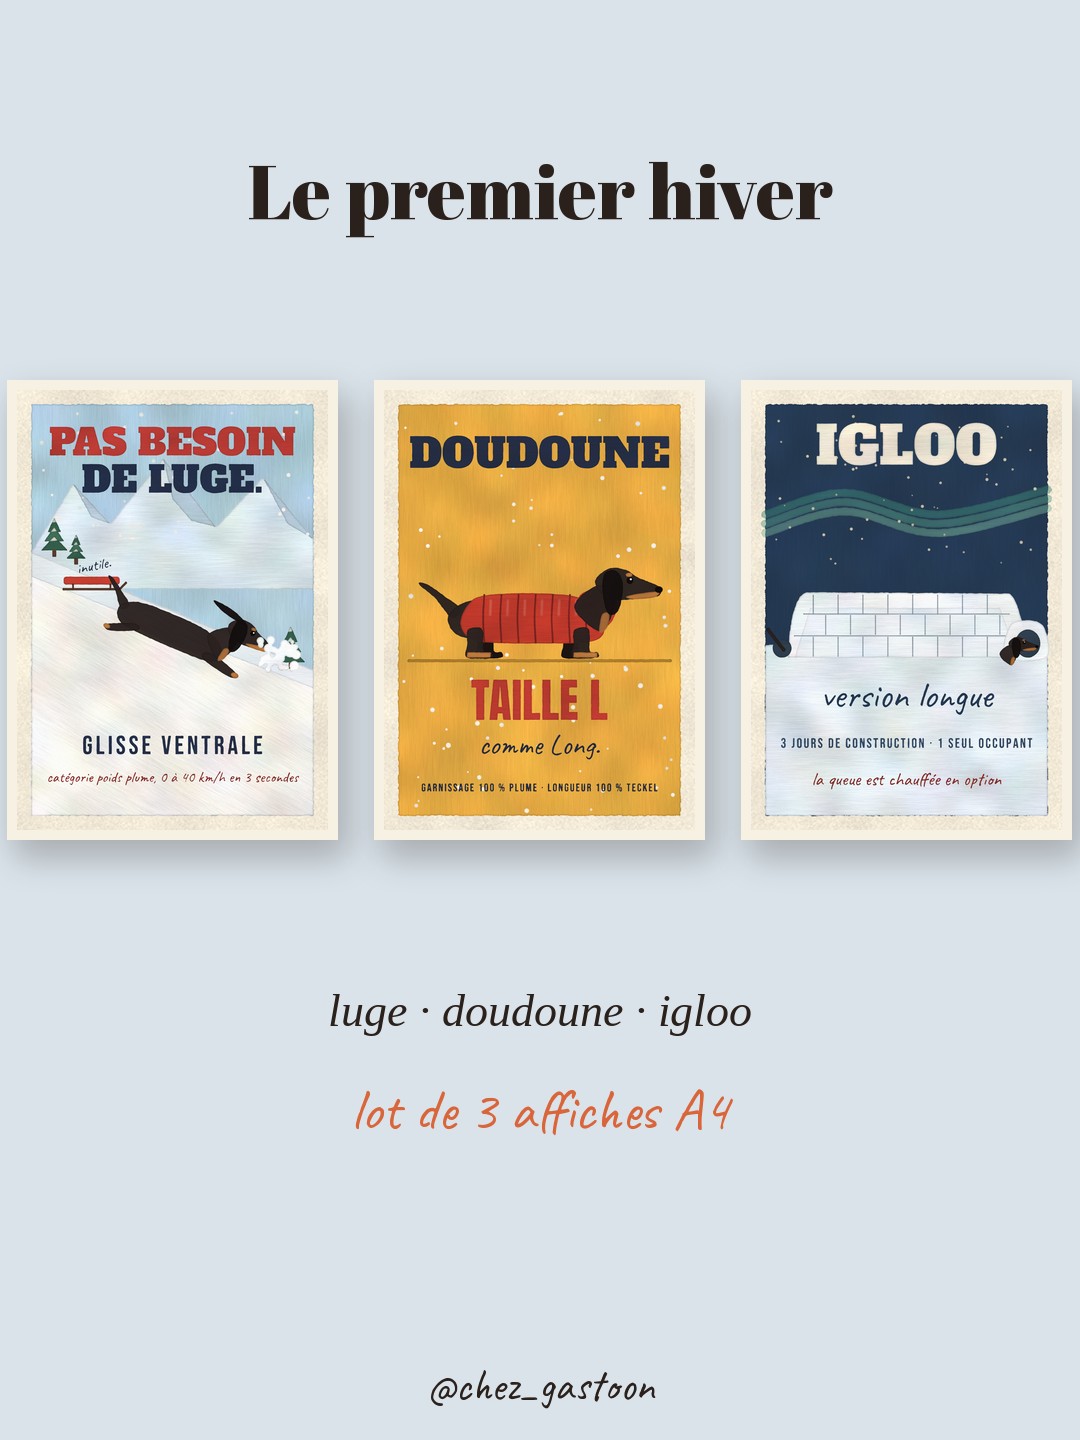 Le premier hiver
PAS BESOIN
DE LUGE.
inutile.
GLISSE VENTRALE
catégorie poids plume, 0 à 40 km/h en 3 secondes
DOUDOUNE
TAILLE L
comme Long.
GARNISSAGE 100 % PLUME · LONGUEUR 100 % TECKEL
IGLOO
version longue
3 JOURS DE CONSTRUCTION · 1 SEUL OCCUPANT
la queue est chauffée en option
luge · doudoune · igloo
lot de 3 affiches A4
@chez_gastoon